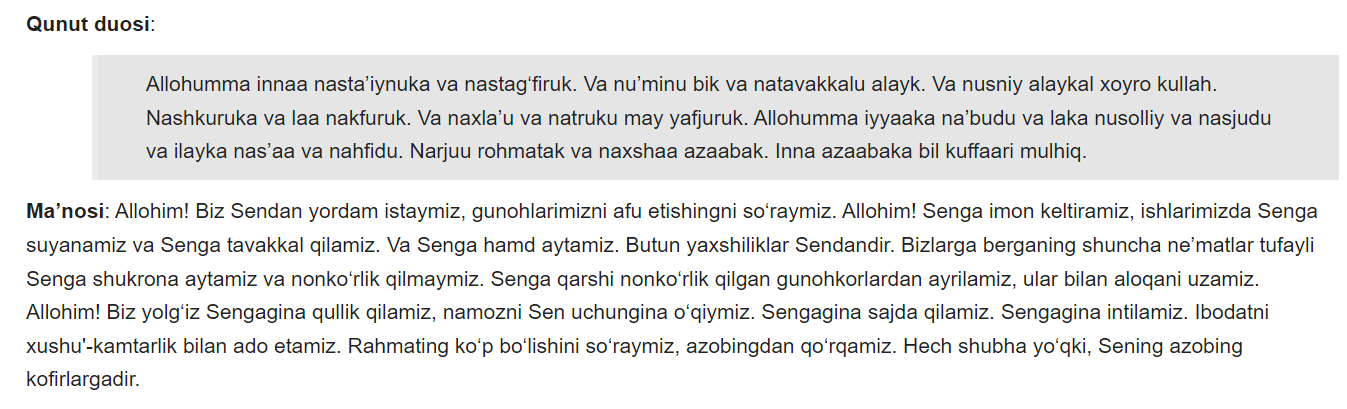 Qunut duosi:
Allohumma innaa nasta’iynuka va nastag‘firuk. Va nu’minu bik va natavakkalu alayk. Va nusniy alaykal xoyro kullah.
Nashkuruka va laa nakfuruk. Va naxla’u va natruku may yafjuruk. Allohumma iyyaaka na’budu va laka nusolliy va nasjudu
va ilayka nas’aa va nahfidu. Narjuu rohmatak va naxshaa azaabak. Inna azaabaka bil kuffaari mulhiq.
Ma’nosi: Allohim! Biz Sendan yordam istaymiz, gunohlarimizni afu etishingni so‘raymiz. Allohim! Senga imon keltiramiz, ishlarimizda Senga
suyanamiz va Senga tavakkal qilamiz. Va Senga hamd aytamiz. Butun yaxshiliklar Sendandir. Bizlarga berganing shuncha ne’matlar tufayli
Senga shukrona aytamiz va nonko‘rlik qilmaymiz. Senga qarshi nonko‘rlik qilgan gunohkorlardan ayrilamiz, ular bilan aloqani uzamiz.
Allohim! Biz yolg‘iz Sengagina qullik qilamiz, namozni Sen uchungina o‘qiymiz. Sengagina sajda qilamiz. Sengagina intilamiz. Ibodatni
xushu'-kamtarlik bilan ado etamiz. Rahmating ko‘p bo‘lishini so‘raymiz, azobingdan qo‘rqamiz. Hech shubha yo‘qki, Sening azobing
kofirlargadir.